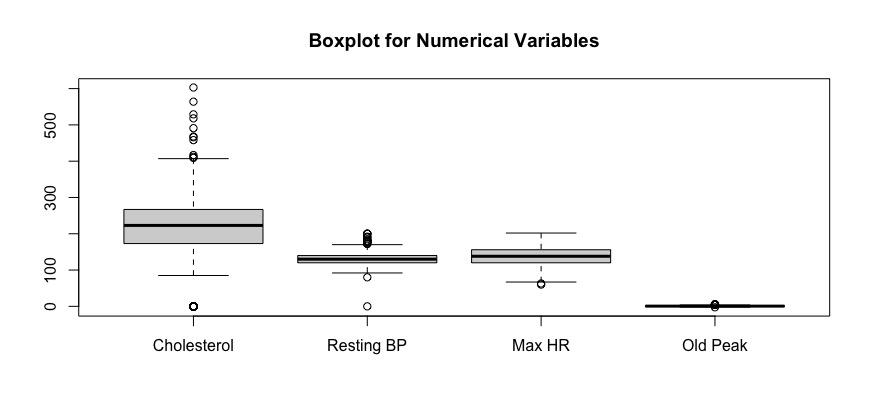 Boxplot for Numerical Variables
500
300
100
0
Cholesterol Resting BP Max HR Old Peak